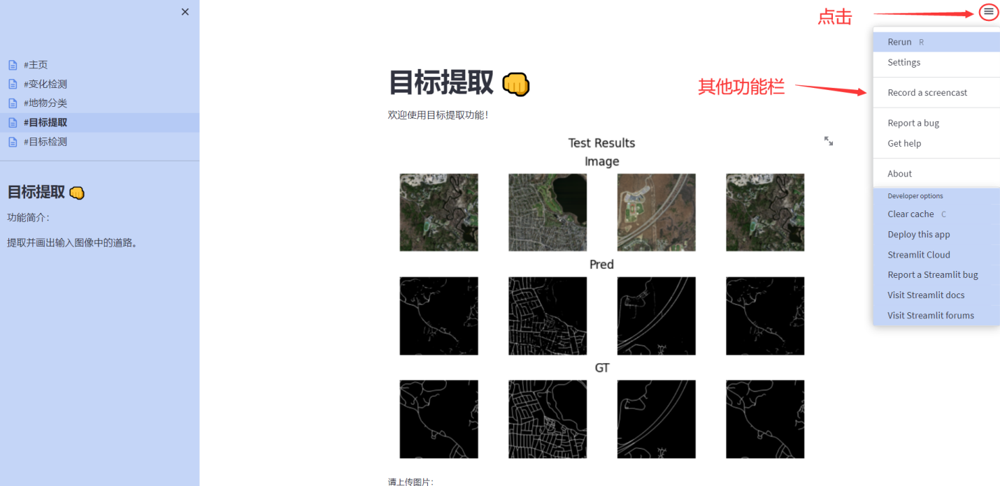 #主页
#变化检测
#地物分类
#目标提取
#目标检测
目标提取
功能简介：
提取并画出输入图像中的道路。
目标提取
欢迎使用目标提取功能！
Test Results
Image
Pred
GT
请上传图片：
点击
其他功能栏
Rerun R
Settings
Record a screencast
Report a bug
Get help
About
Developer options
Clear cache C
Deploy this app
Streamlit Cloud
Report a Streamlit bug
Visit Streamlit docs
Visit Streamlit forums